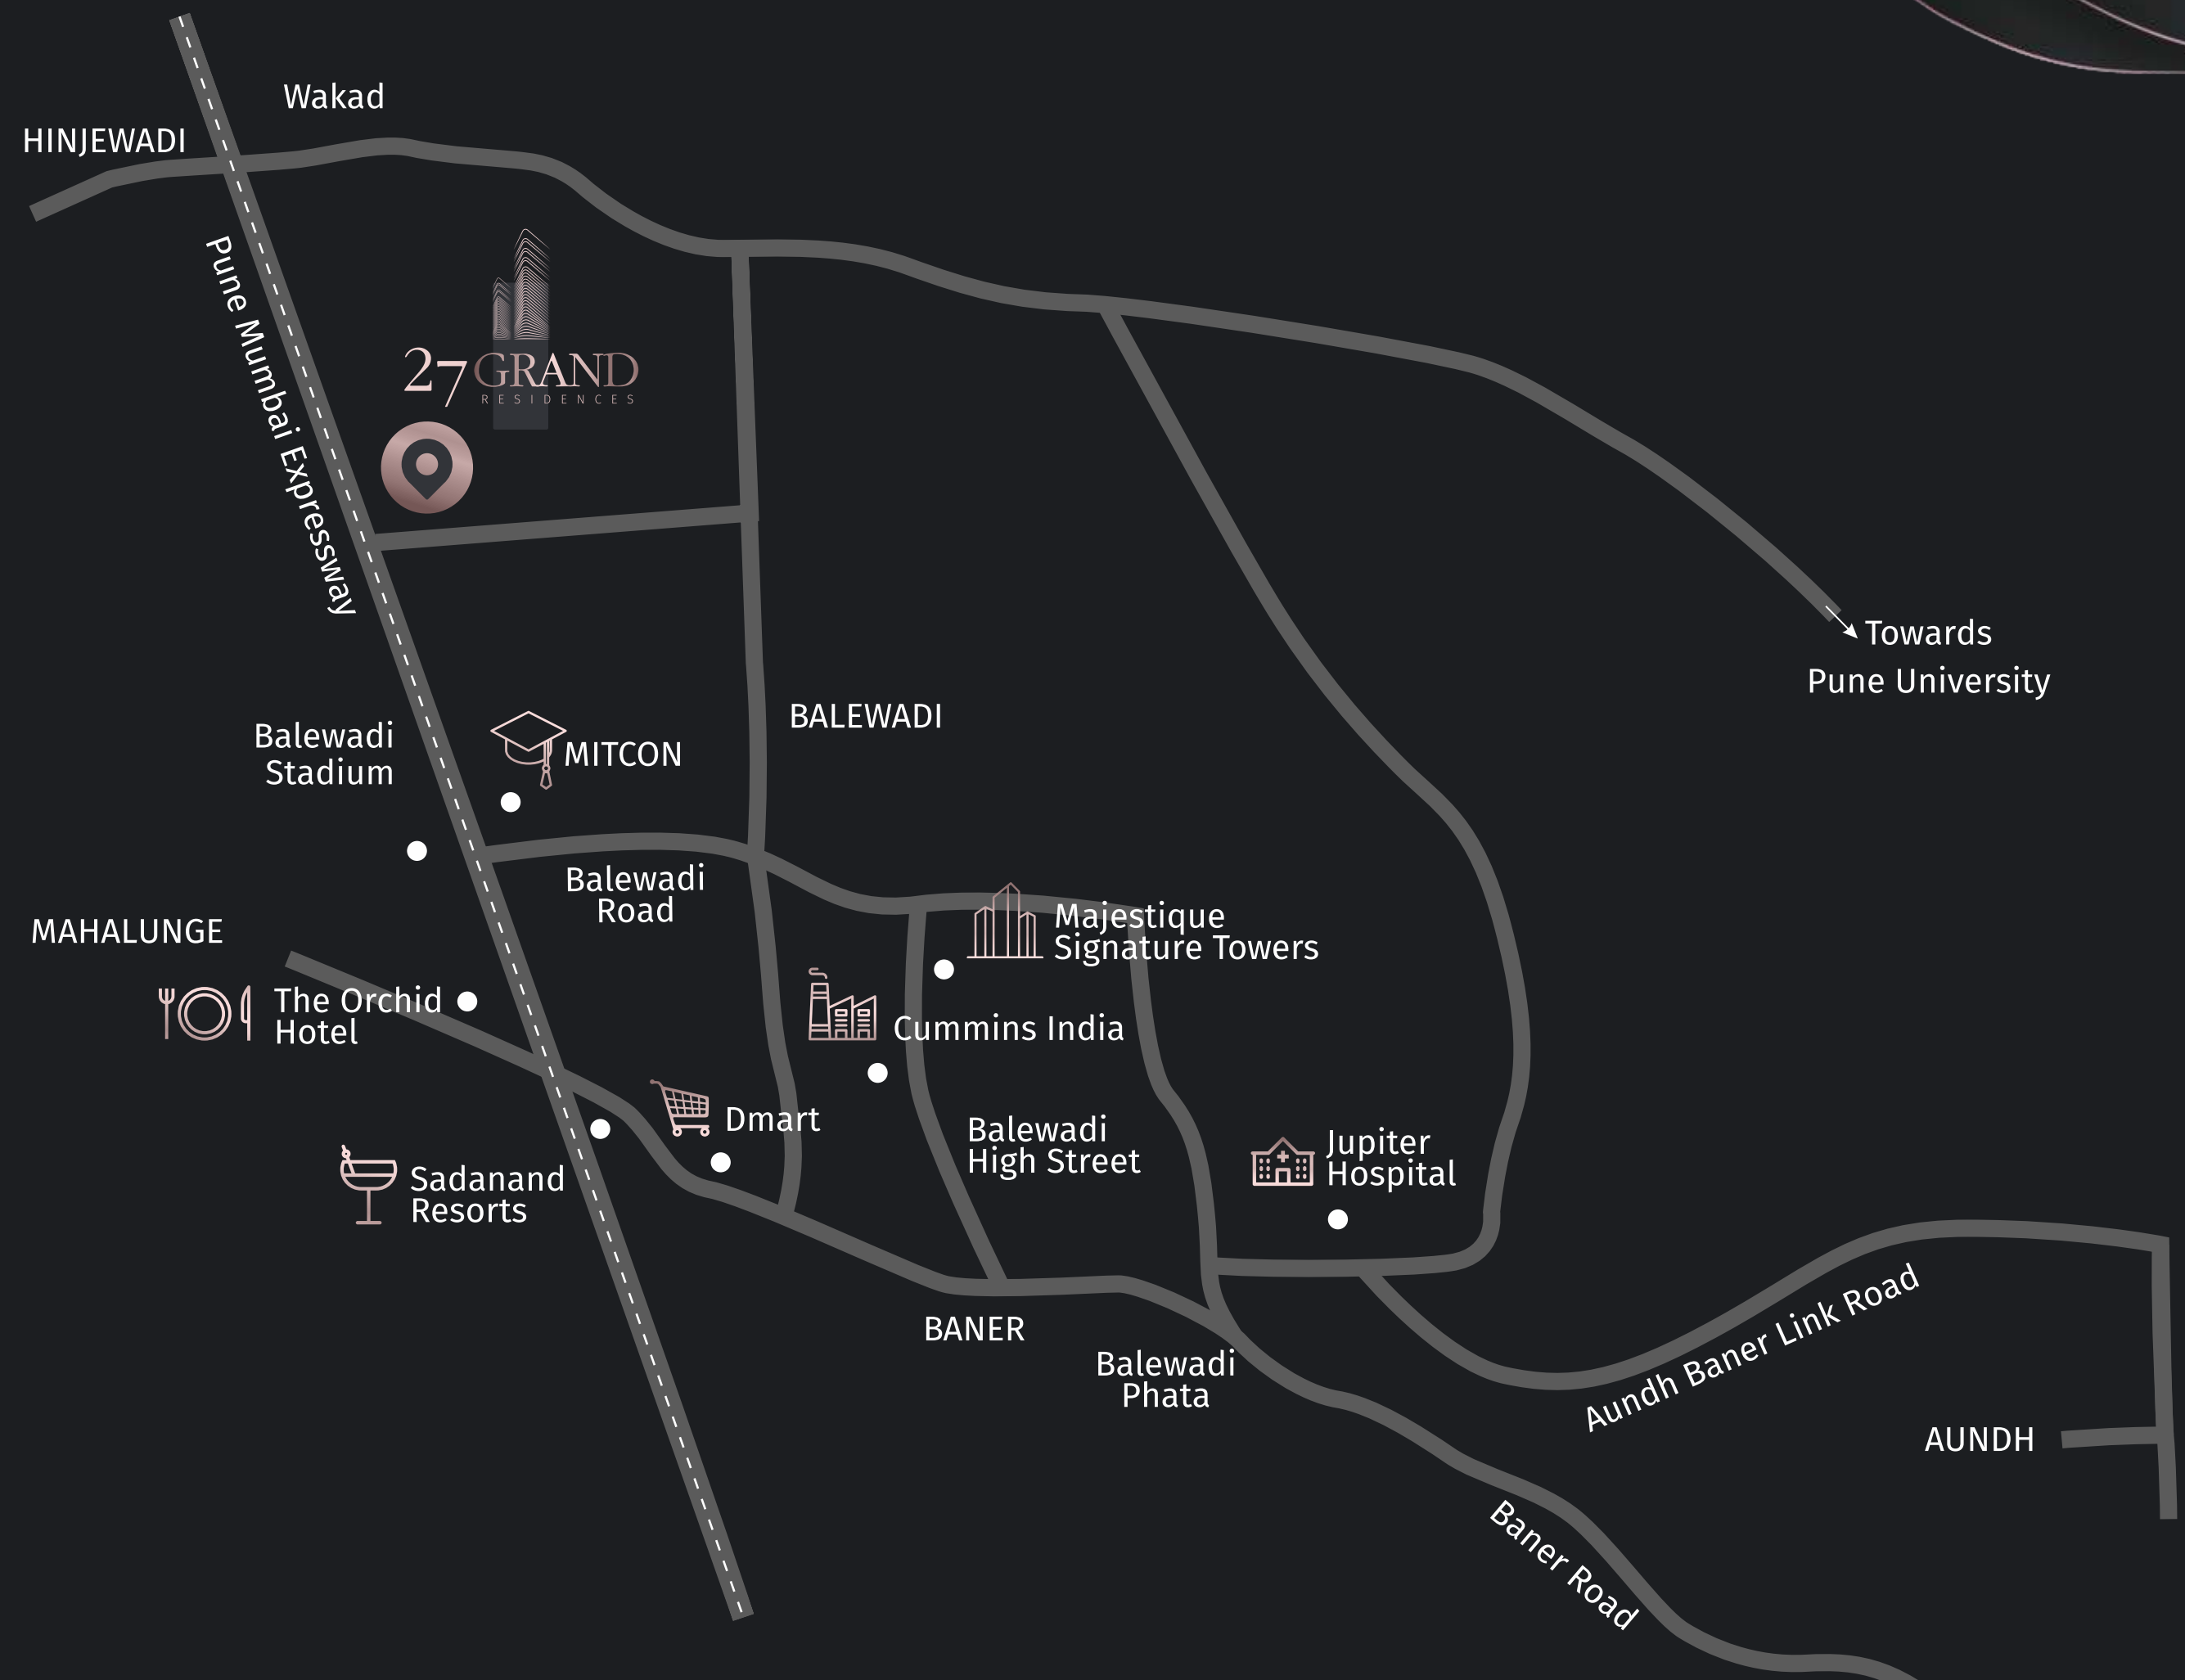 Wakad
HINJEWADI
Pune Mumbai Expressway
27 GRAND
RESIDENCES
Towards
Pune University
BALEWADI
Balewadi
Stadium
MITCON
Balewadi
Road
MAHALUNGE
Majestique
Signature Towers
The Orchid
Hotel
Cummins India
Dmart
Balewadi
High Street
Jupiter
Hospital
Sadanand
Resorts
BANER
Balewadi
Phata
Aundh Baner Link Road
AUNDH
Baner Road